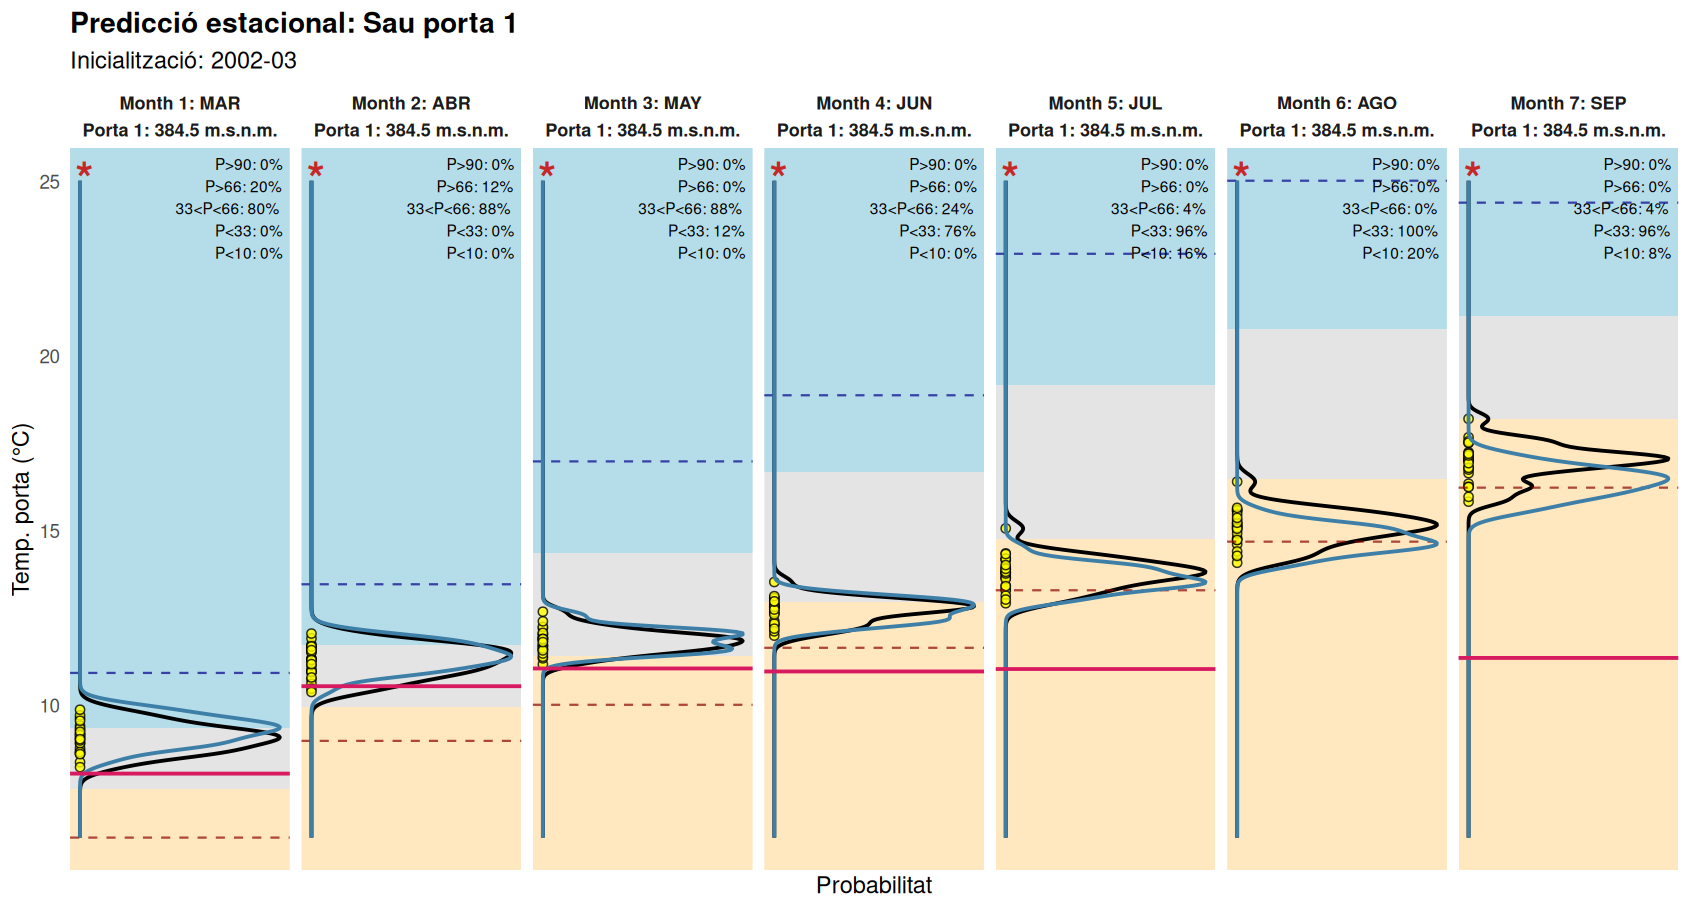 Predicció estacional: Sau porta 1
Inicialització: 2002-03
Month 1: MAR
Porta 1: 384.5 m.s.n.m.
Month 2: ABR
Porta 1: 384.5 m.s.n.m.
Month 3: MAY
Porta 1: 384.5 m.s.n.m.
Month 4: JUN
Porta 1: 384.5 m.s.n.m.
Month 5: JUL
Porta 1: 384.5 m.s.n.m.
Month 6: AGO
Porta 1: 384.5 m.s.n.m.
Month 7: SEP
Porta 1: 384.5 m.s.n.m.
*
P>90: 0%
P>66: 20%
33<P<66: 80%
P<33: 0%
P<10: 0%
*
P>90: 0%
P>66: 12%
33<P<66: 88%
P<33: 0%
P<10: 0%
*
P>90: 0%
P>66: 0%
33<P<66: 88%
P<33: 12%
P<10: 0%
*
P>90: 0%
P>66: 0%
33<P<66: 24%
P<33: 76%
P<10: 0%
*
P>90: 0%
P>66: 0%
33<P<66: 4%
P<33: 96%
P<10: 16%
*
P>90: 0%
P>66: 0%
33<P<66: 0%
P<33: 100%
P<10: 20%
*
P>90: 0%
P>66: 0%
33<P<66: 4%
P<33: 96%
P<10: 8%
25
20
15
10
Temp. porta (°C)
Probabilitat